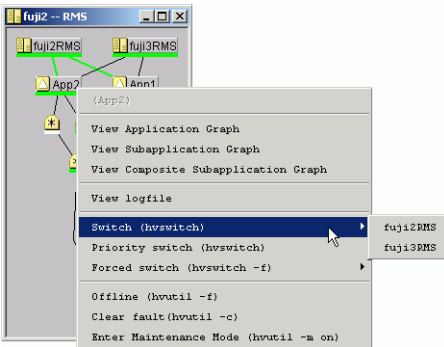 fuji2 -- RMS
fuji2RMS
fuji3RMS
App2
App1
(App2)
View Application Graph
View Subapplication Graph
View Composite Subapplication Graph
View logfile
Switch (hvswitch)
fuji2RMS
Priority switch (hvswitch)
fuji3RMS
Forced switch (hvswitch -f)
Offline (hvutil -f)
Clear fault(hvutil -c)
Enter Maintenance Mode (hvutil -m on)